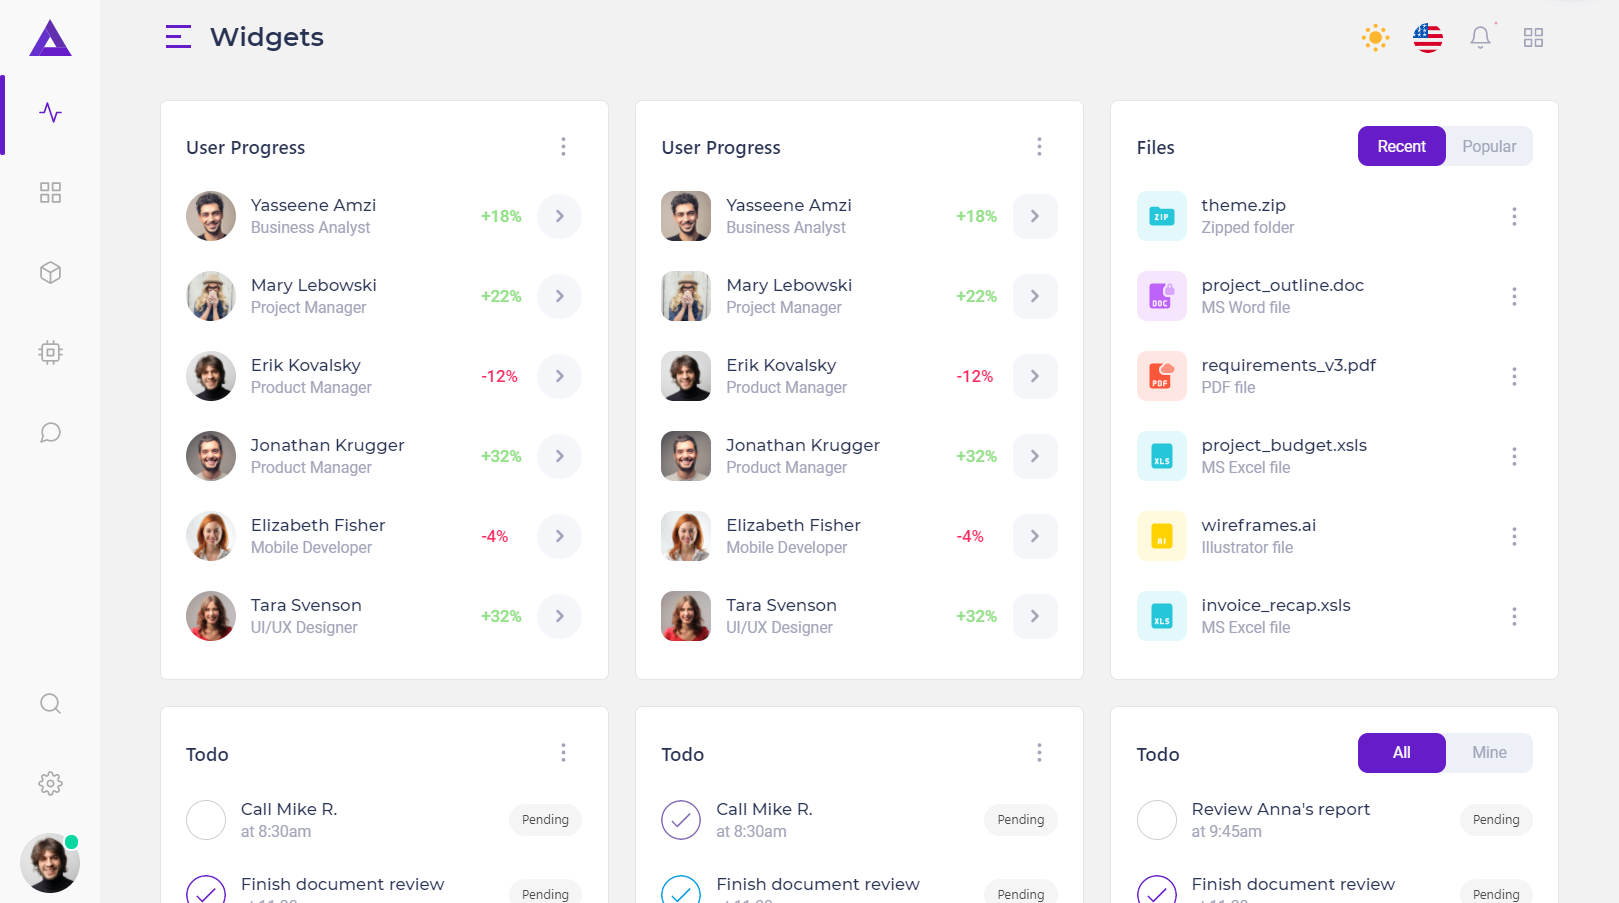 Widgets
User Progress
Yasseene Amzi
Business Analyst
+18%
Mary Lebowski
Project Manager
+22%
Erik Kovalsky
Product Manager
-12%
Jonathan Krugger
Product Manager
+32%
Elizabeth Fisher
Mobile Developer
-4%
Tara Svenson
UI/UX Designer
+32%
User Progress
Yasseene Amzi
Business Analyst
+18%
Mary Lebowski
Project Manager
+22%
Erik Kovalsky
Product Manager
-12%
Jonathan Krugger
Product Manager
+32%
Elizabeth Fisher
Mobile Developer
-4%
Tara Svenson
UI/UX Designer
+32%
Files
Recent
Popular
ZIP
theme.zip
Zipped folder
DOC
project_outline.doc
MS Word file
PDF
requirements_v3.pdf
PDF file
XLS
project_budget.xsls
MS Excel file
AI
wireframes.ai
Illustrator file
XLS
invoice_recap.xsls
MS Excel file
Todo
Call Mike R.
at 8:30am
Pending
Finish document review
Pending
Todo
Call Mike R.
at 8:30am
Pending
Finish document review
Pending
Todo
All
Mine
Review Anna's report
at 9:45am
Pending
Finish document review
Pending